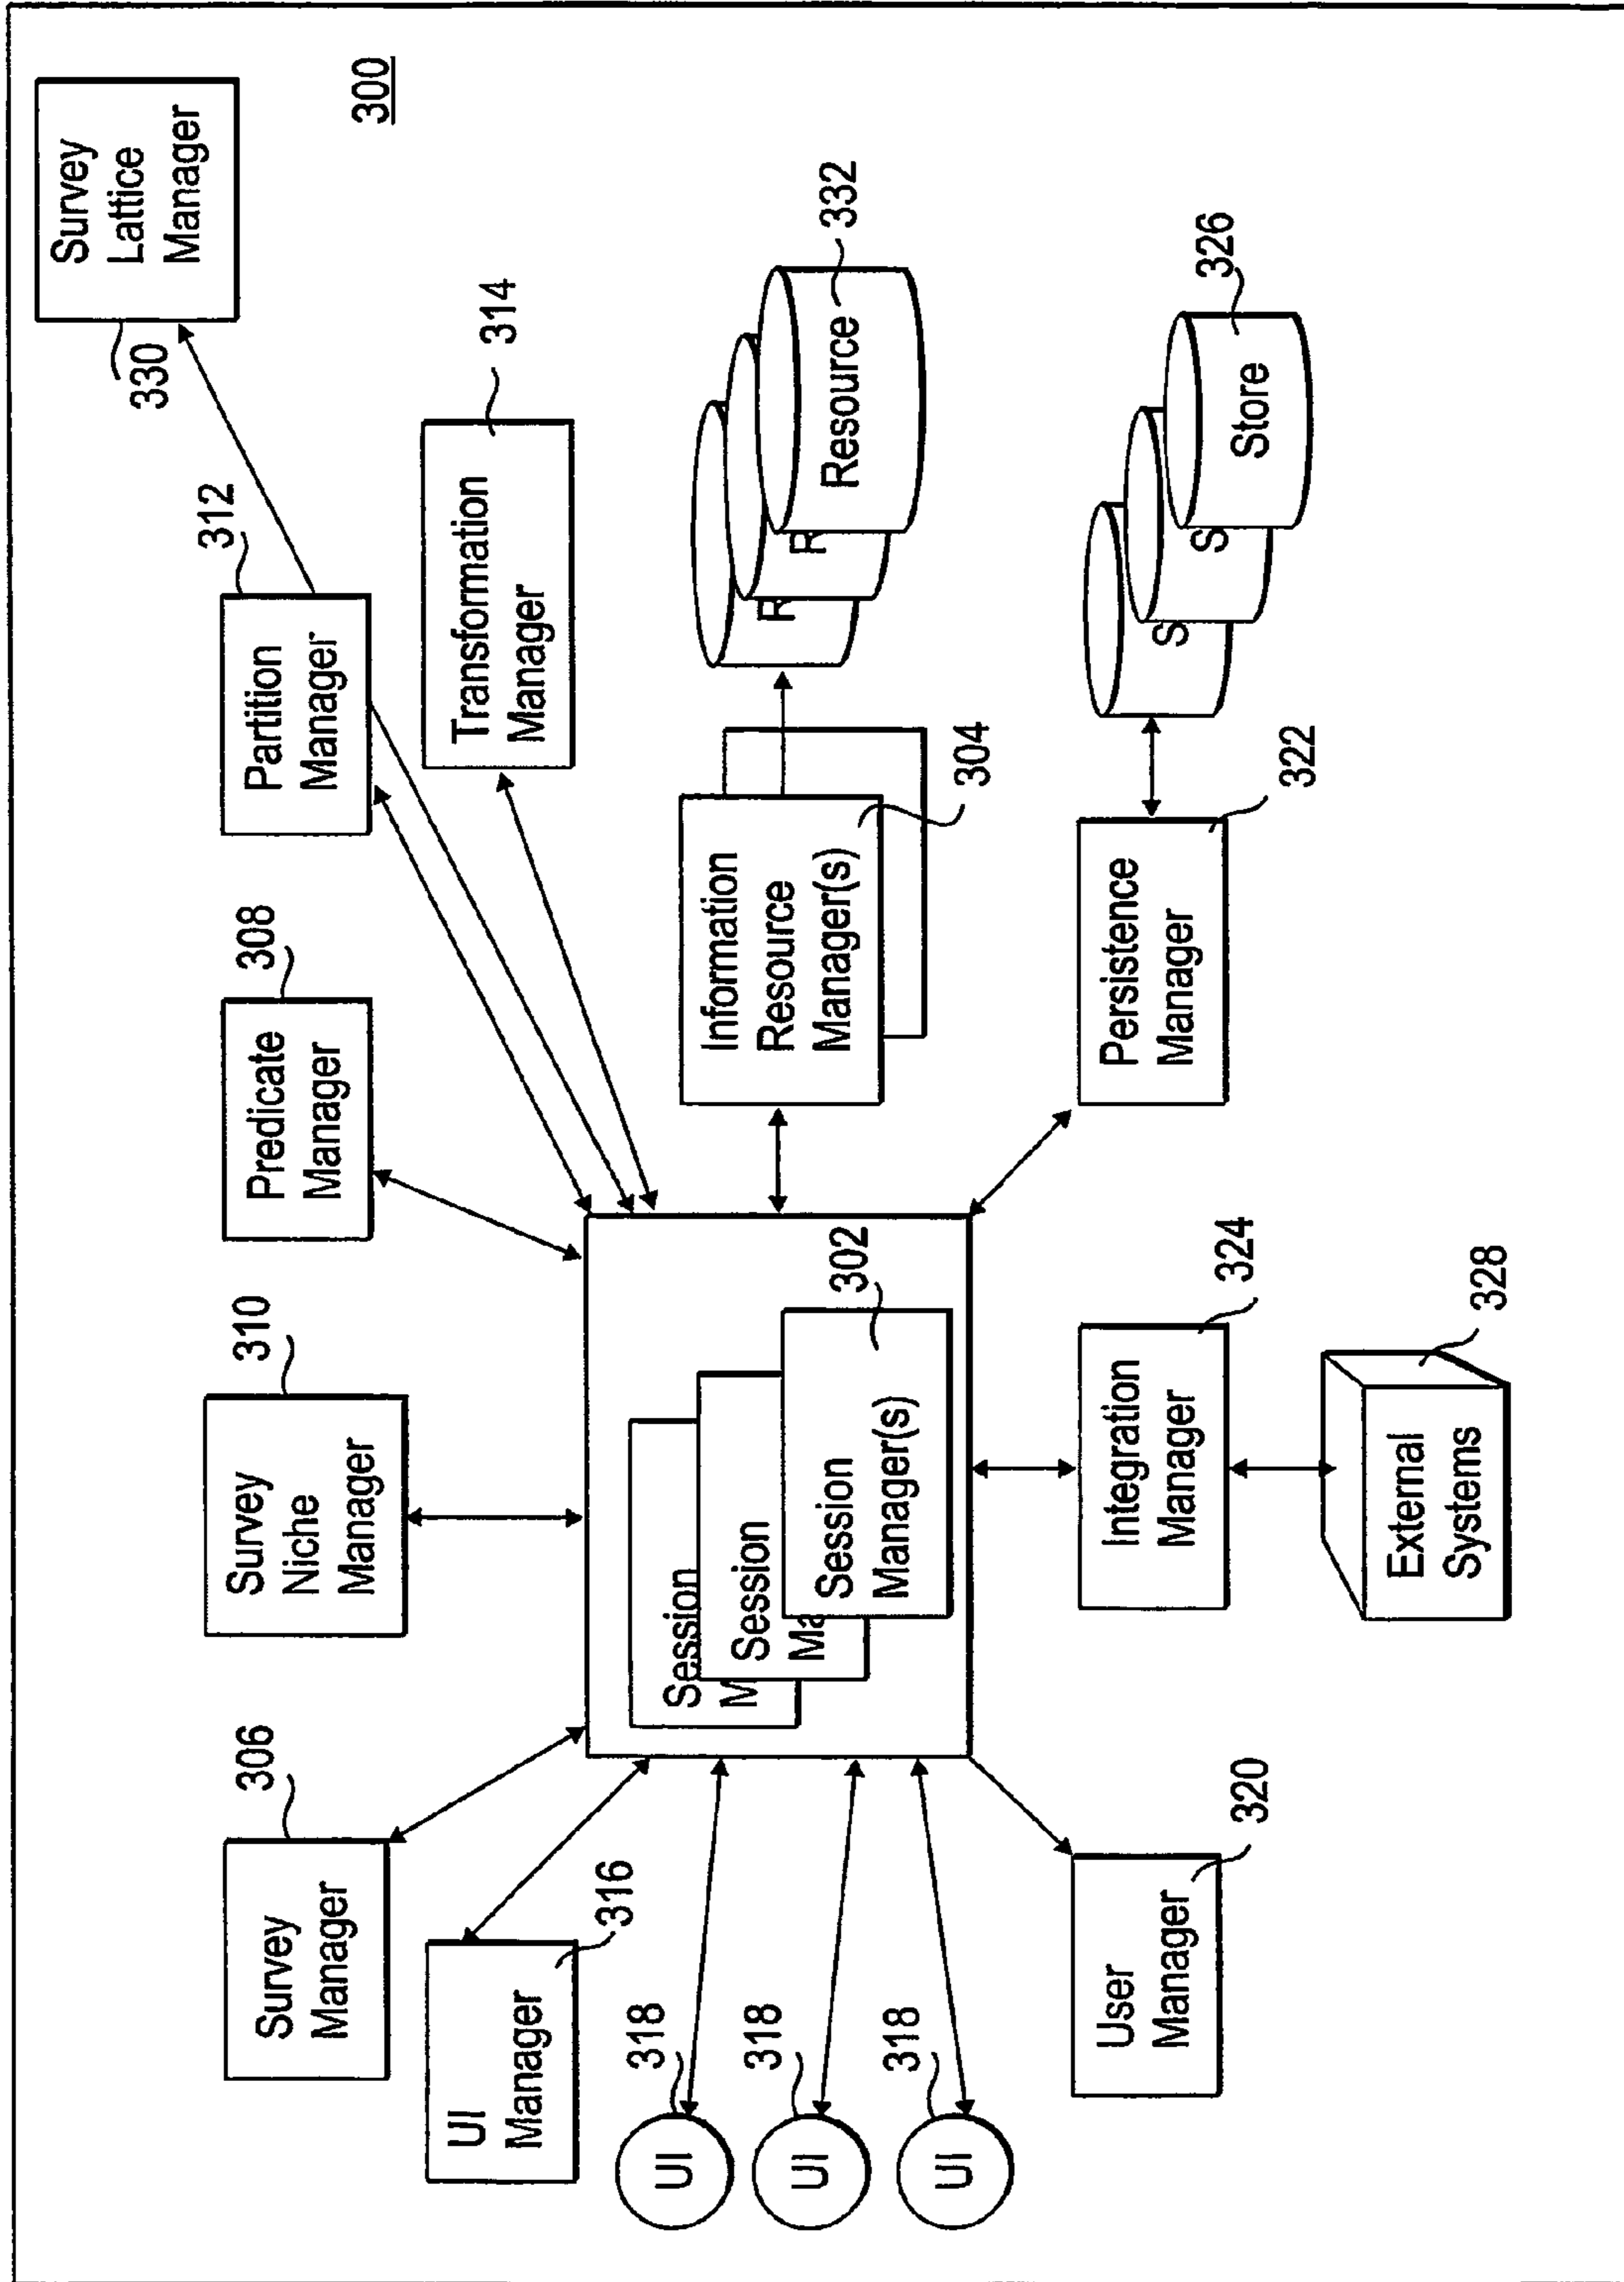 300
Survey
Lattice
Manager
330
312
Partition
Manager
314
Transformation
Manager
308
Predicate
Manager
310
Survey
Niche
Manager
306
Survey
Manager
UI
Manager
316
UI
318
UI
318
UI
318
Session
M
Session
Ma
Session
Manager(s)
302
Information
Resource
Manager(s)
304
R
R
Resource
332
Persistence
Manager
322
S
S
Store
326
Integration
Manager
324
External
Systems
328
User
Manager
320